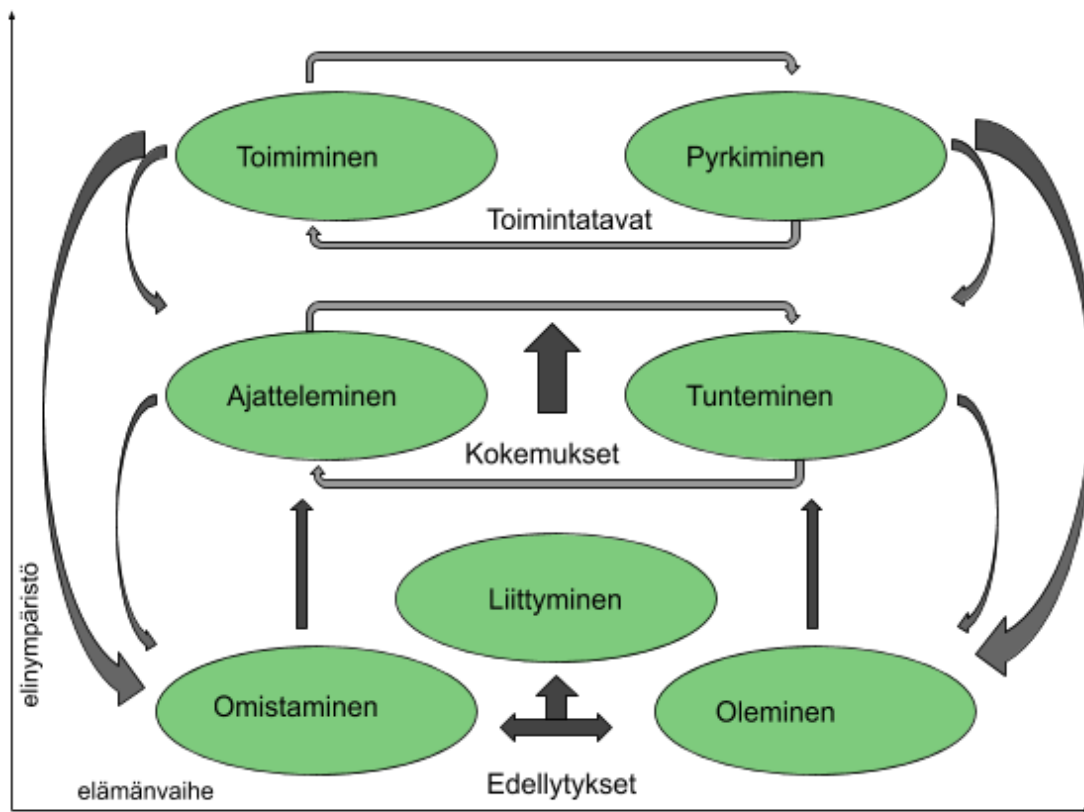 Toimiminen
Pyrkiminen
Toimintatavat
Ajatteleminen
Tunteminen
Kokemukset
Liittyminen
Omistaminen
Oleminen
Edellytykset
elinympäristö
elämänvaihe